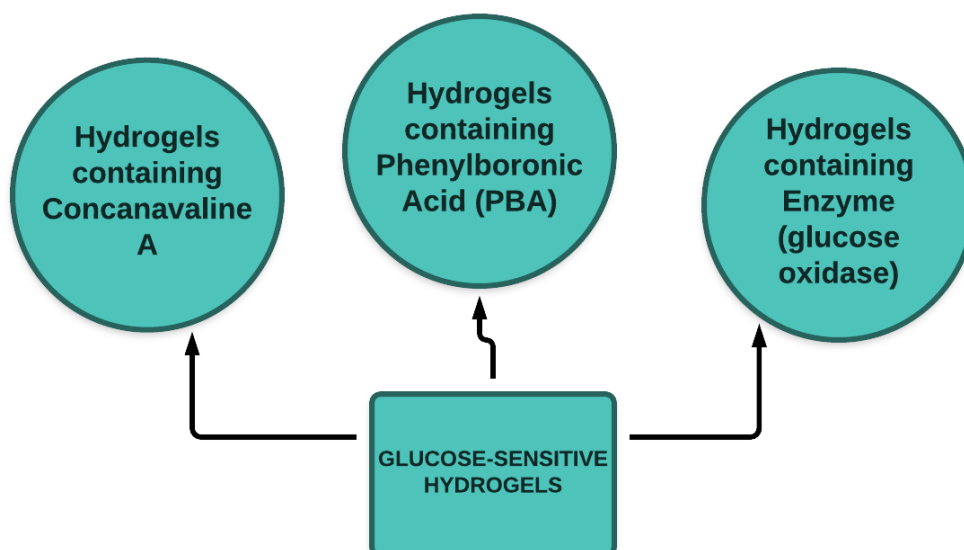 Hydrogels
containing
Concanavaline
A
Hydrogels
containing
Phenylboronic
Acid (PBA)
Hydrogels
containing
Enzyme
(glucose
oxidase)
GLUCOSE-SENSITIVE
HYDROGELS